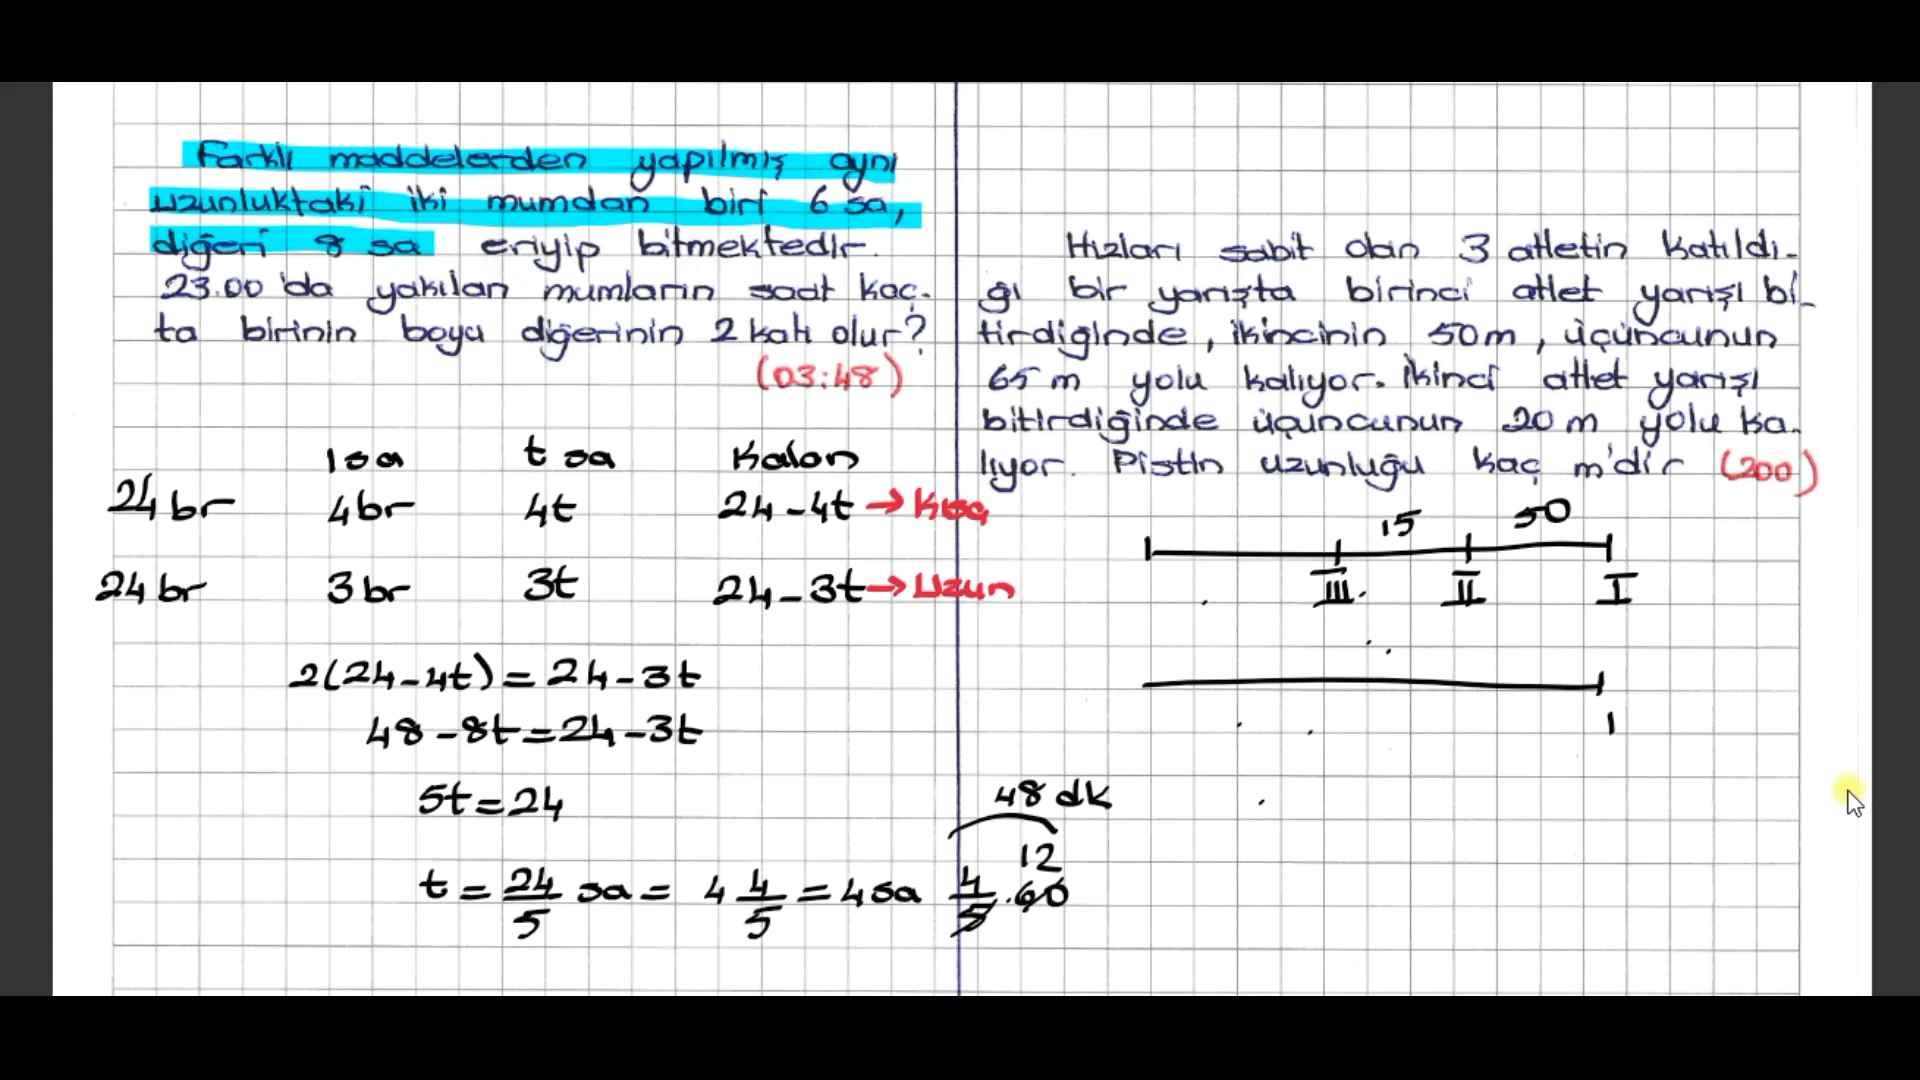 Farklı maddelerden yapılmış aynı
uzunluktaki iki mumdan biri 6 sa,
diğeri 8 sa eriyip bitmektedir.
23.00'da yakılan mumların saat kaç-
ta birinin boyu diğerinin 2 katı olur?
(03:48)
1 sa t sa Kalan
24 br 4 br 4t 24-4t → Kısa
24 br 3 br 3t 24-3t → Uzun
2(24-4t) = 24-3t
48-8t = 24-3t
5t = 24
48 dk
12
t = 24/5 sa = 4 4/5 = 4 sa 4/5 . 60
Hızları sabit olan 3 atletin katıldı-
ğı bir yarışta birinci atlet yarışı bi-
tirdiğinde, ikincinin 50 m, üçüncünün
65 m yolu kalıyor. İkinci atlet yarışı
bitirdiğinde üçüncünün 20 m yolu ka-
lıyor. Pistin uzunluğu kaç m'dir (200)
15 50
III II I
1